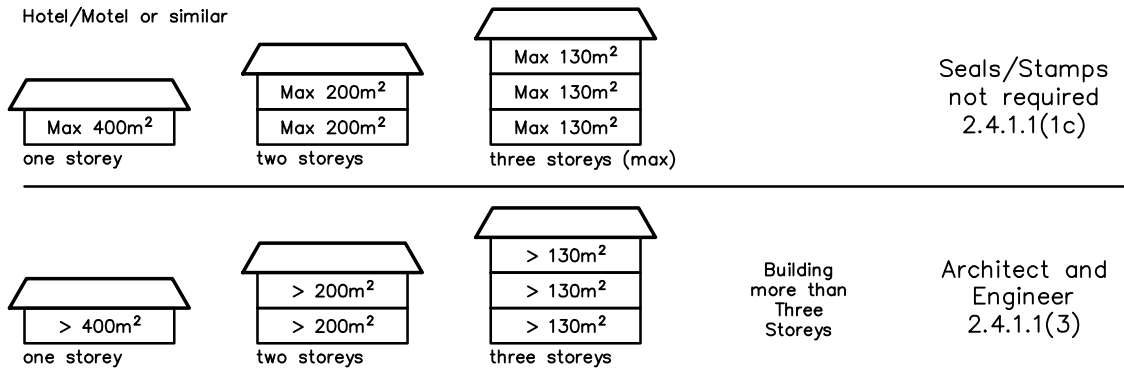 Hotel/Motel or similar
Max 400m²
one storey
Max 200m²
Max 200m²
two storeys
Max 130m²
Max 130m²
Max 130m²
three storeys (max)
Seals/Stamps
not required
2.4.1.1(1c)
> 400m²
one storey
> 200m²
> 200m²
two storeys
> 130m²
> 130m²
> 130m²
three storeys
Building
more than
Three
Storeys
Architect and
Engineer
2.4.1.1(3)